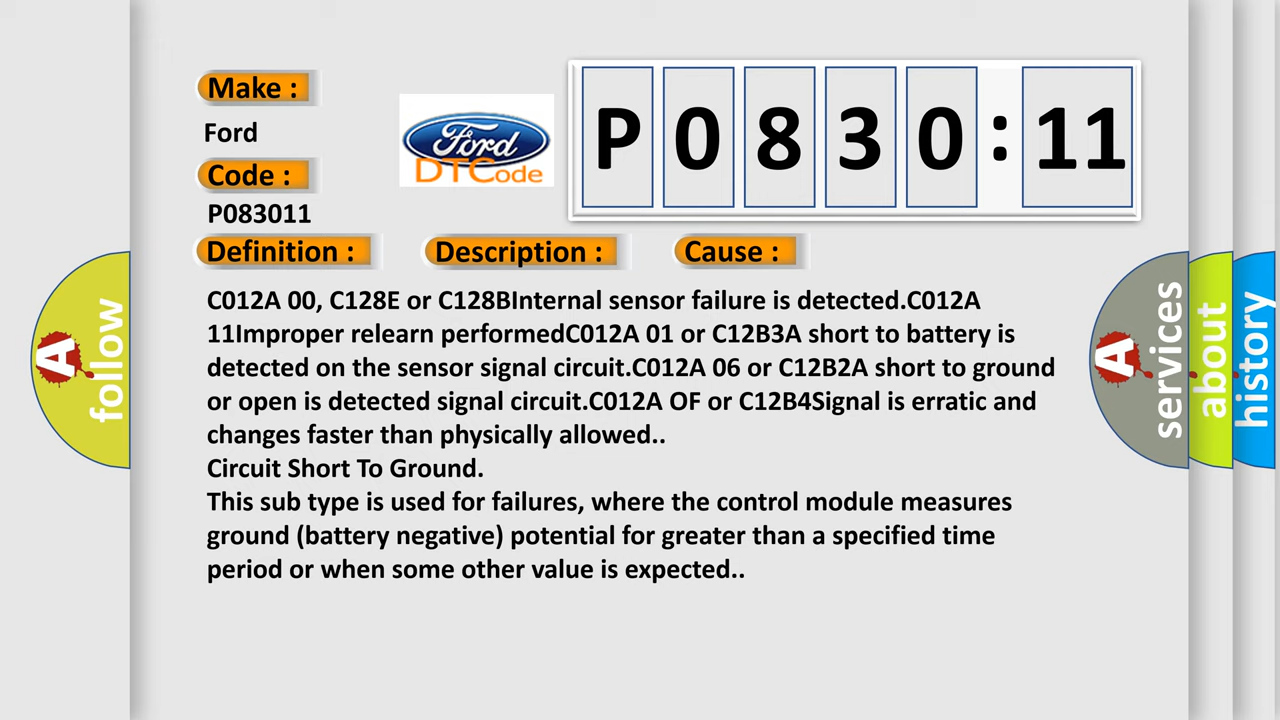 Make :
Ford
Code :
P083011
Ford
DTCode
P0830:11
Definition :
Description :
Cause :
C012A 00, C128E or C128BInternal sensor failure is detected.C012A
11Improper relearn performedC012A 01 or C12B3A short to battery is
detected on the sensor signal circuit.C012A 06 or C12B2A short to ground
or open is detected signal circuit.C012A OF or C12B4Signal is erratic and
changes faster than physically allowed..
Circuit Short To Ground.
This sub type is used for failures, where the control module measures
ground (battery negative) potential for greater than a specified time
period or when some other value is expected..
A follow
A services
about
history